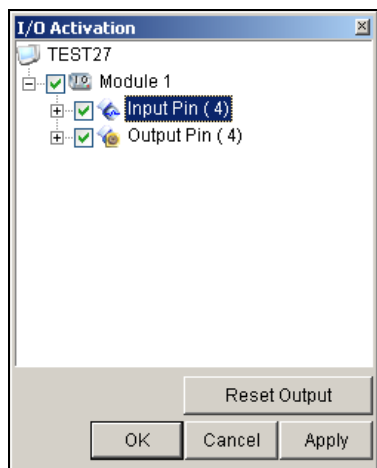 I/O Activation
TEST27
Module 1
Input Pin ( 4)
Output Pin ( 4)
Reset Output
OK Cancel Apply